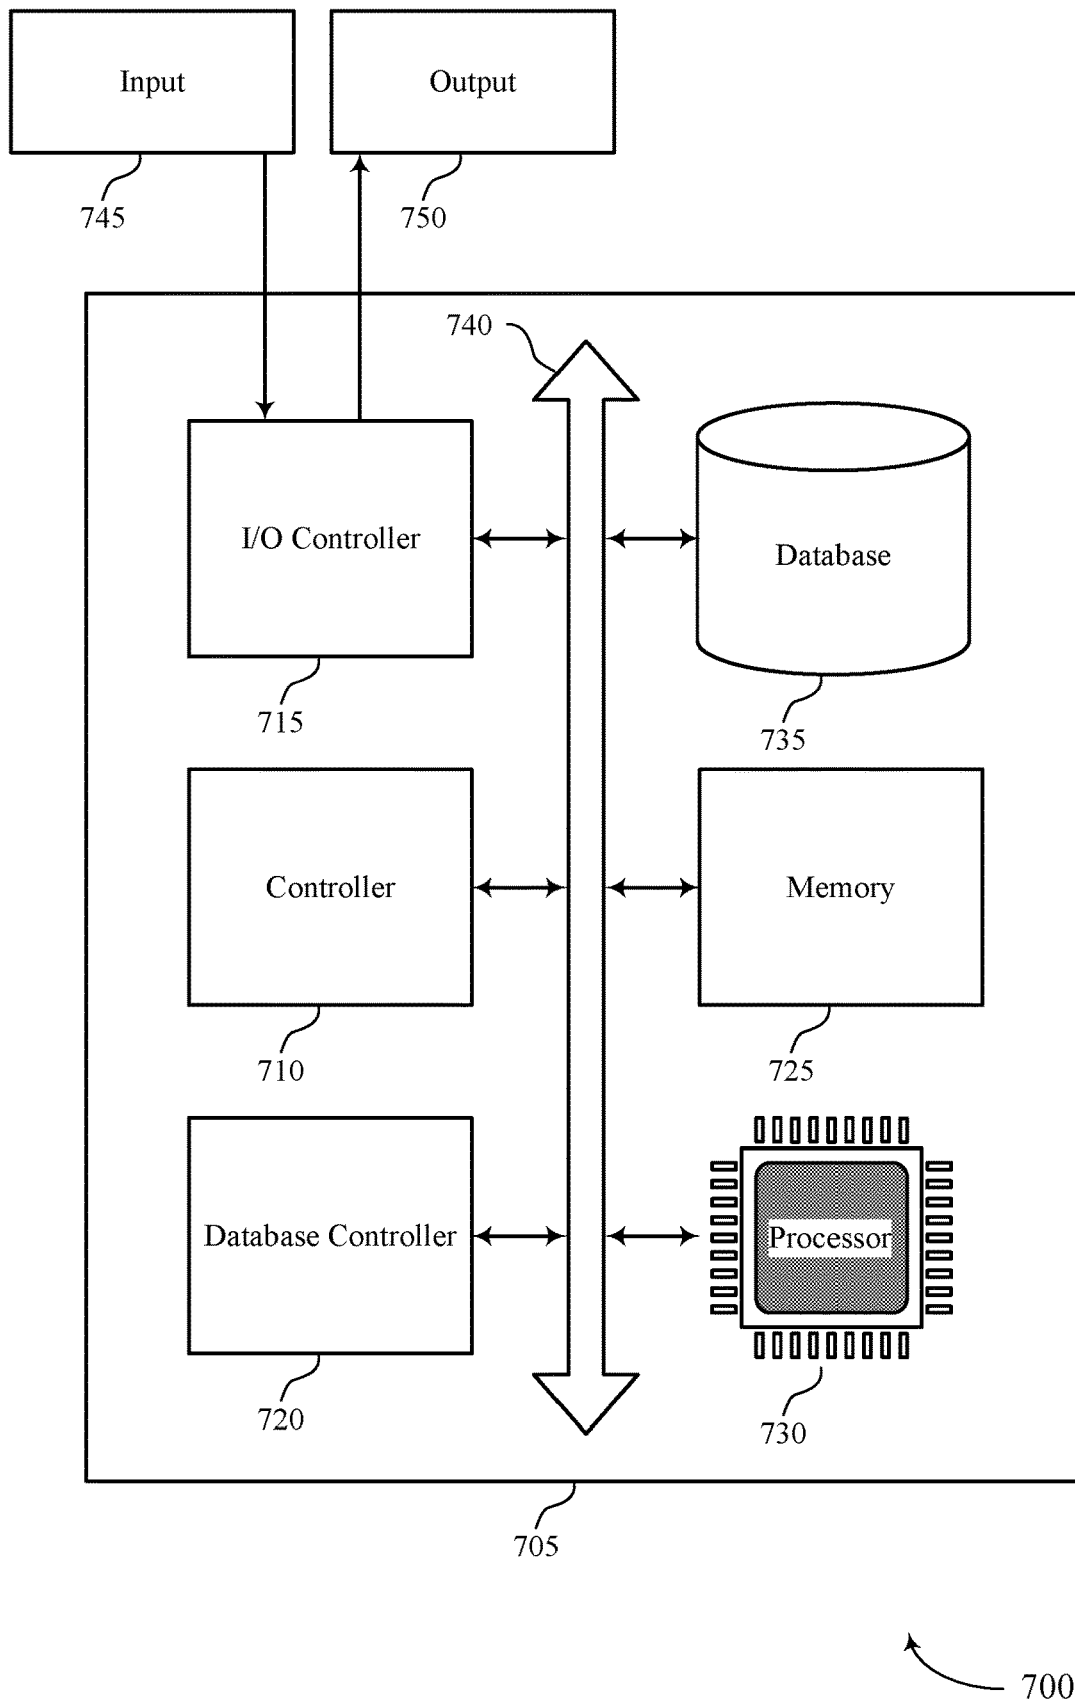 Input
Output
745
750
740
I/O Controller
Database
715
735
Controller
Memory
710
725
Database Controller
Processor
720
730
705
700